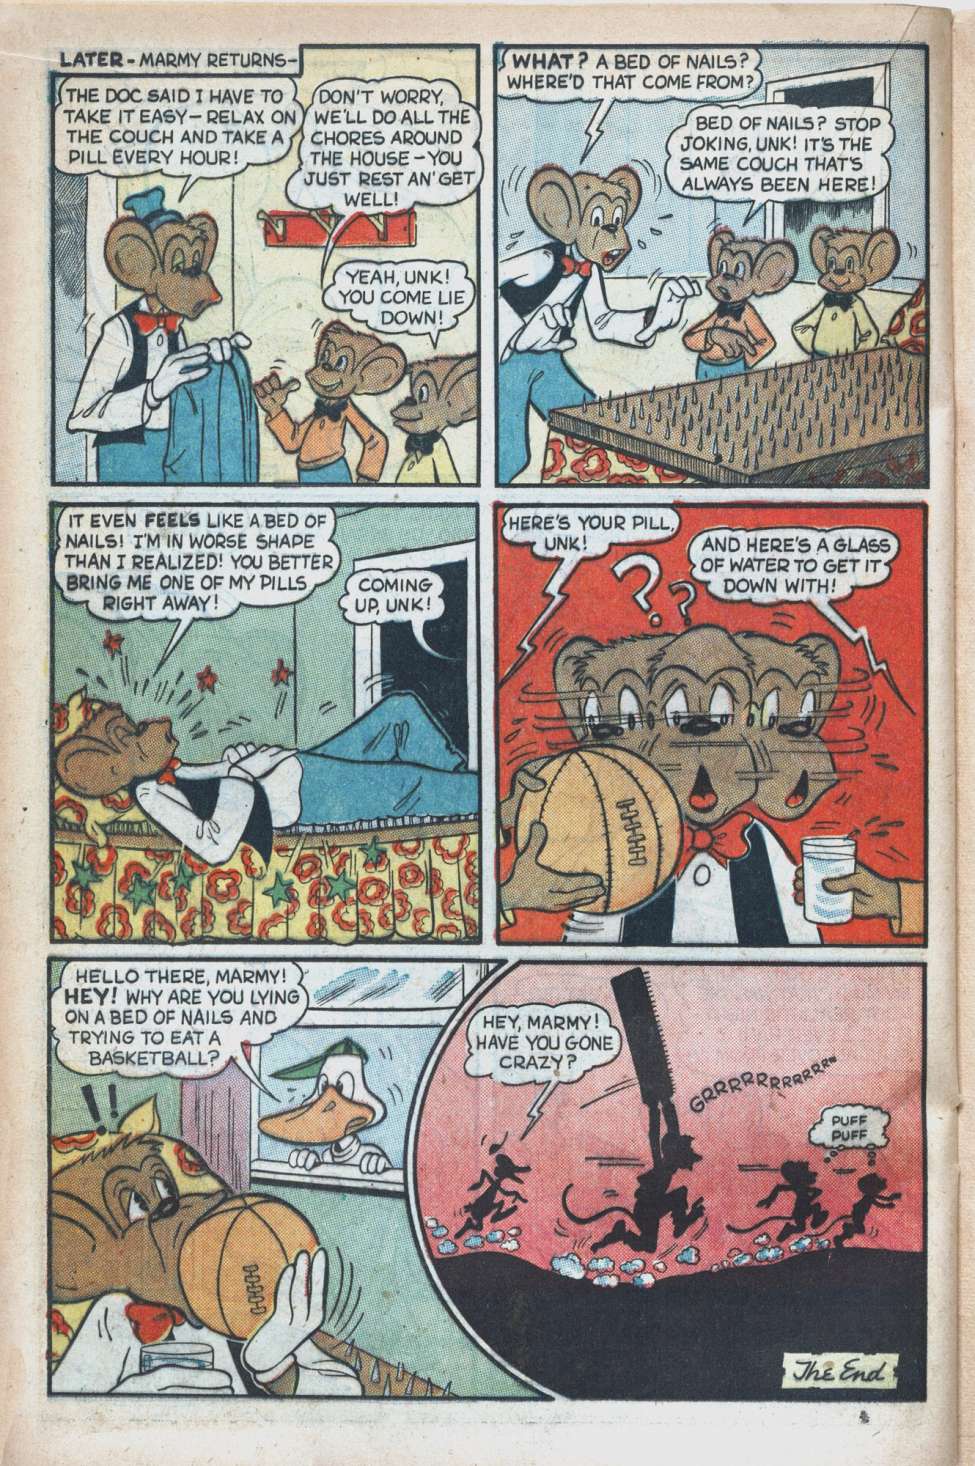 LATER - MARMY RETURNS -
THE DOC SAID I HAVE TO
TAKE IT EASY - RELAX ON
THE COUCH AND TAKE A
PILL EVERY HOUR!
DON'T WORRY,
WE'LL DO ALL THE
CHORES AROUND
THE HOUSE - YOU
JUST REST AN' GET
WELL!
YEAH, UNK!
YOU COME LIE
DOWN!
WHAT? A BED OF NAILS?
WHERE'D THAT COME FROM?
BED OF NAILS? STOP
JOKING, UNK! IT'S THE
SAME COUCH THAT'S
ALWAYS BEEN HERE!
IT EVEN FEELS LIKE A BED OF
NAILS! I'M IN WORSE SHAPE
THAN I REALIZED! YOU BETTER
BRING ME ONE OF MY PILLS
RIGHT AWAY!
COMING
UP, UNK!
HERE'S YOUR PILL,
UNK!
? ?
AND HERE'S A GLASS
OF WATER TO GET IT
DOWN WITH!
HELLO THERE, MARMY!
HEY! WHY ARE YOU LYING
ON A BED OF NAILS AND
TRYING TO EAT A
BASKETBALL?
!!
HEY, MARMY!
HAVE YOU GONE
CRAZY?
GRRRRRRRRRRRR
PUFF
PUFF
The End